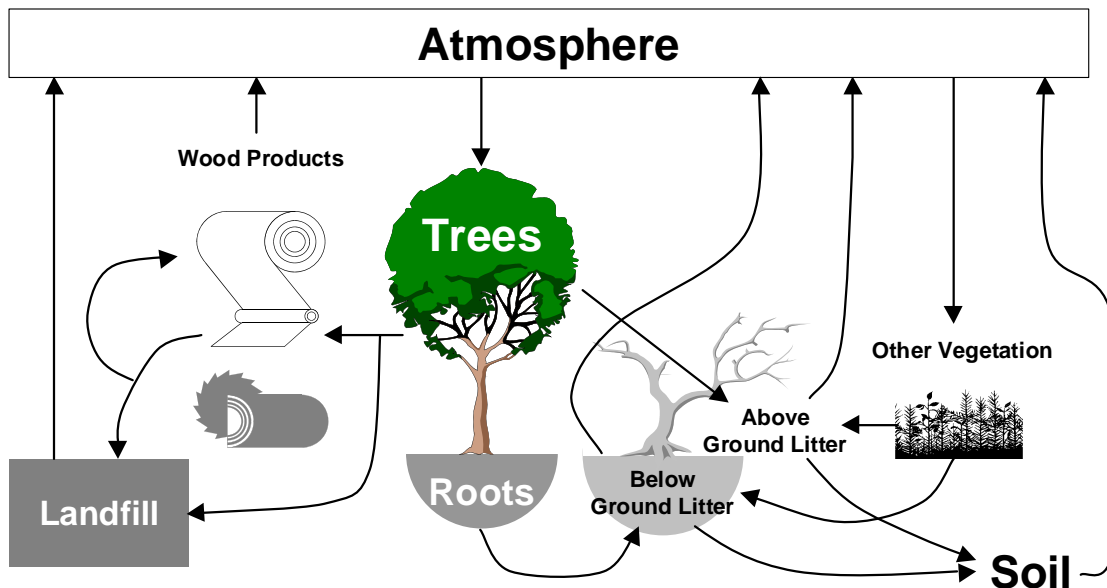 Atmosphere
Wood Products
Trees
Other Vegetation
Above
Ground Litter
Below
Ground Litter
Roots
Landfill
Soil